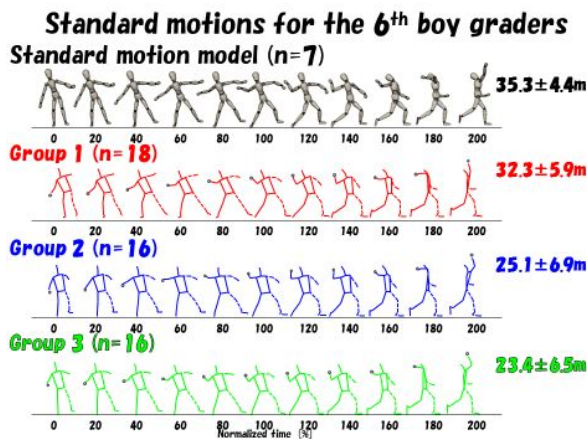 Standard motions for the 6th boy graders
Standard motion model (n=7)
35.3±4.4m
0 20 40 60 80 100 120 140 160 180 200
Group 1 (n=18)
32.3±5.9m
0 20 40 60 80 100 120 140 160 180 200
Group 2 (n=16)
25.1±6.9m
0 20 40 60 80 100 120 140 160 180 200
Group 3 (n=16)
23.4±6.5m
0 20 40 60 80 100 120 140 160 180 200
Normalized time [%]